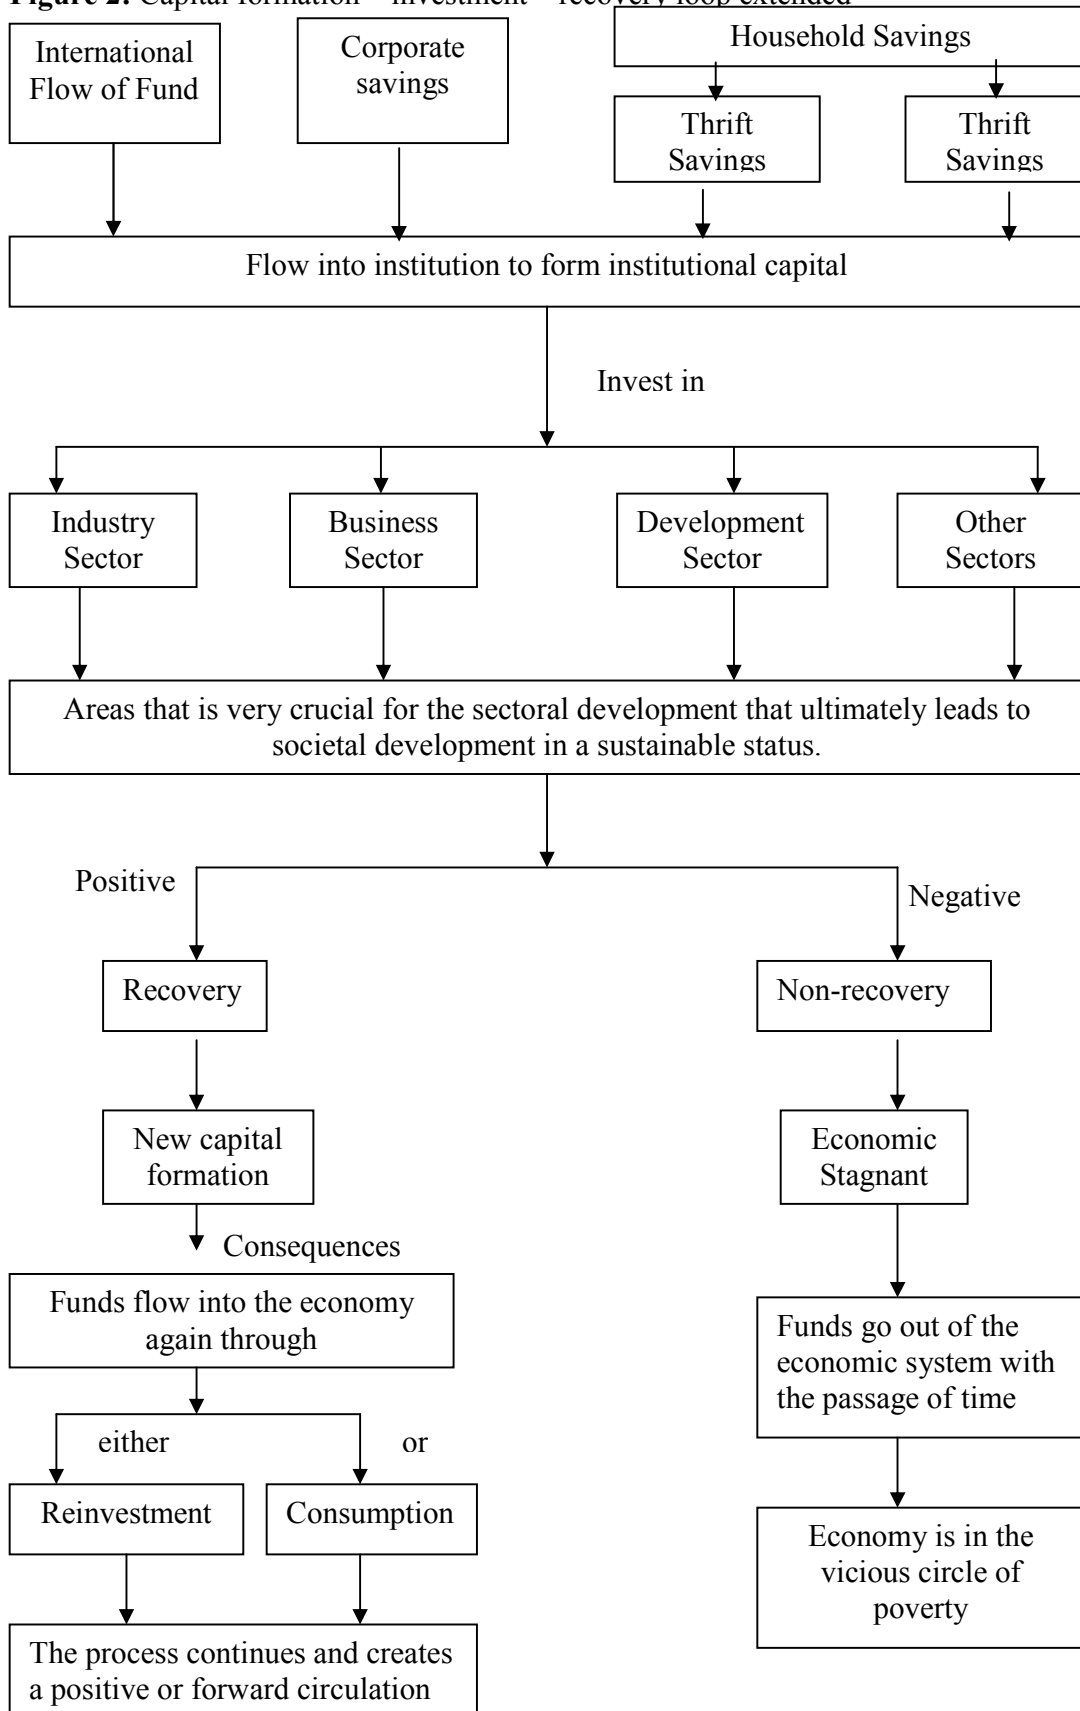 Figure 2: Capital formation – investment – recovery loop extended
International
Flow of Fund
Corporate
savings
Household Savings
Thrift
Savings
Thrift
Savings
Flow into institution to form institutional capital
Invest in
Industry
Sector
Business
Sector
Development
Sector
Other
Sectors
Areas that is very crucial for the sectoral development that ultimately leads to
societal development in a sustainable status.
Positive
Negative
Recovery
Non-recovery
New capital
formation
Economic
Stagnant
Consequences
Funds flow into the economy
again through
Funds go out of the
economic system with
the passage of time
either
or
Reinvestment
Consumption
Economy is in the
vicious circle of
poverty
The process continues and creates
a positive or forward circulation